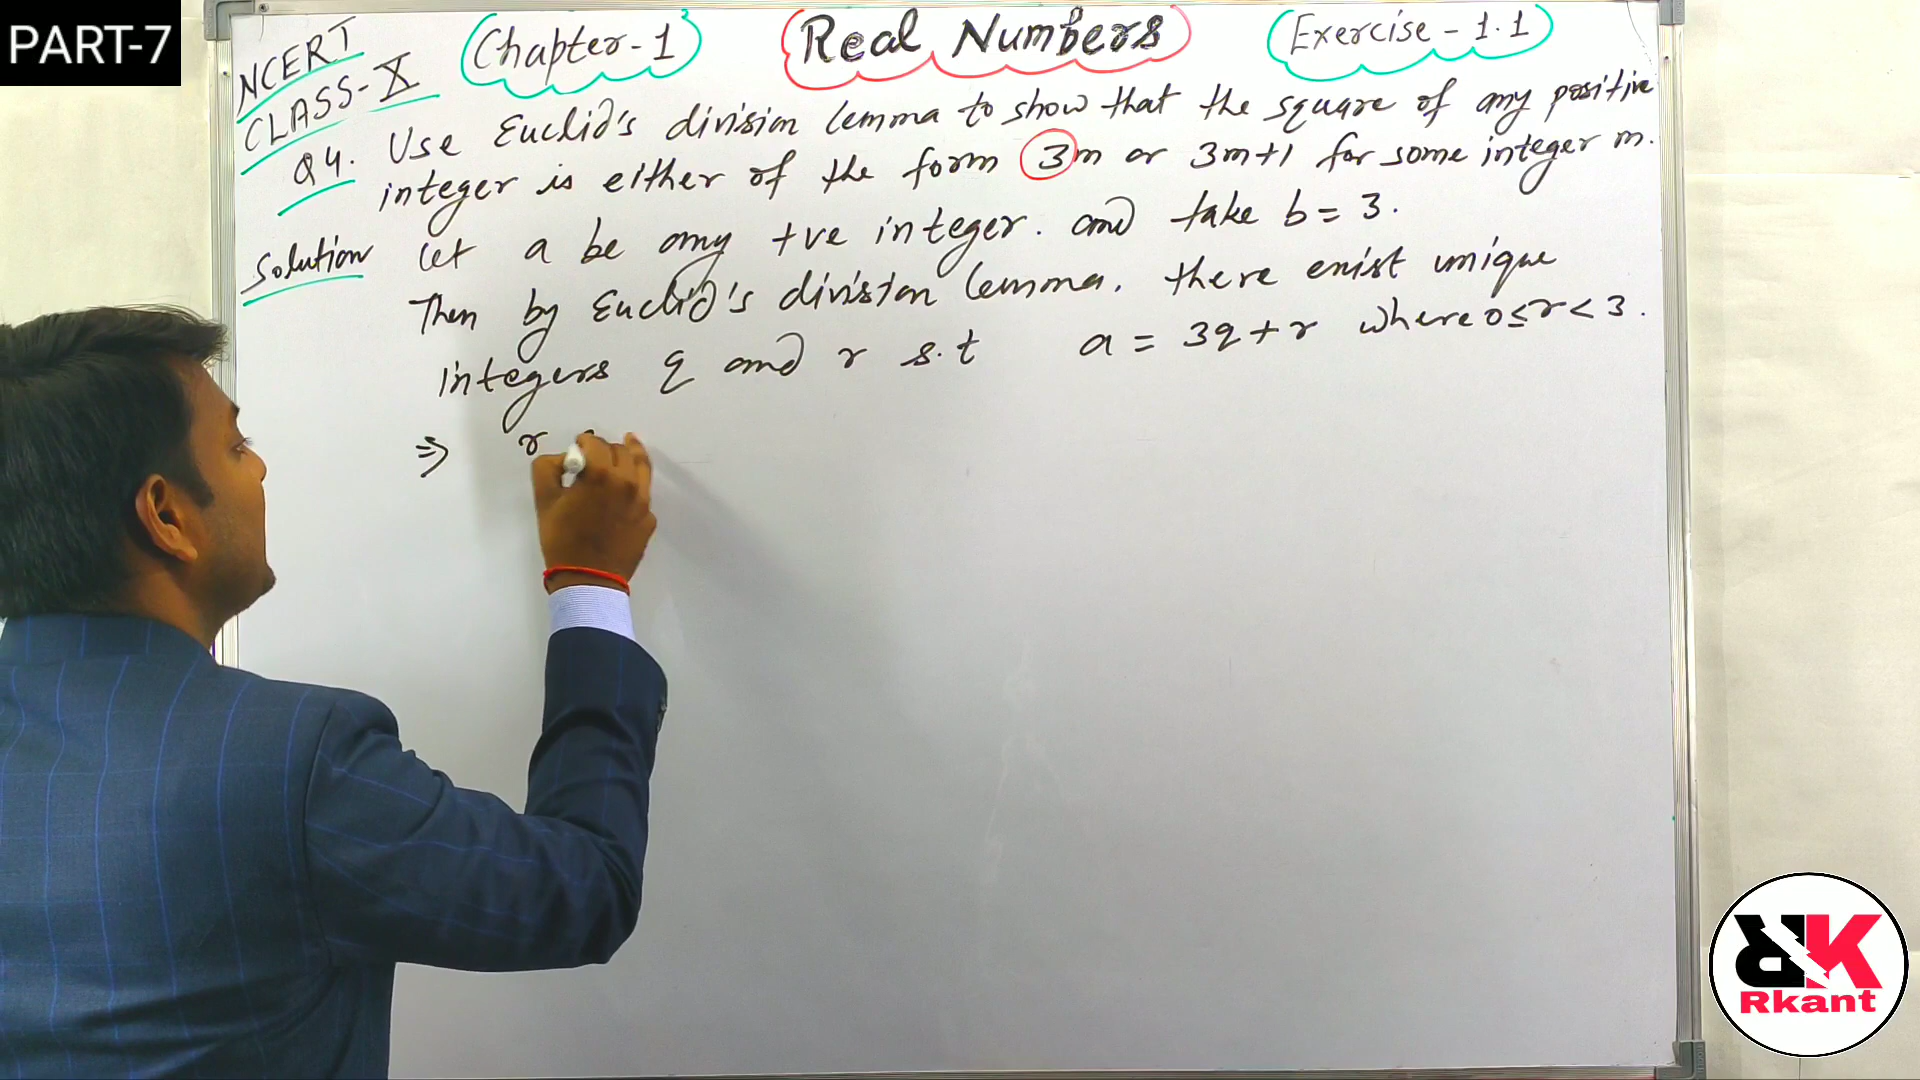 PART-7
NCERT
CLASS-X
Chapter-1
Real Numbers
Exercise - 1.1
Q4. Use Euclid's division lemma to show that the square of any positive
integer is either of the form 3m or 3m+1 for some integer m.
Solution Let a be any +ve integer. and take b = 3.
Then by Euclid's division lemma. there exist unique
integers q and r s.t a = 3q + r where 0 ≤ r < 3.
⇒ r
RK
Rkant